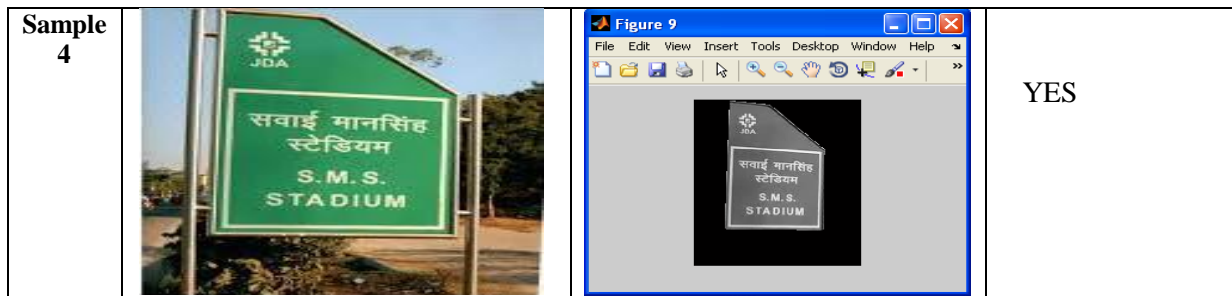 Sample
4
JDA
सवाई मानसिंह
स्टेडियम
S.M.S.
STADIUM
Figure 9
File Edit View Insert Tools Desktop Window Help
JDA
सवाई मानसिंह
स्टेडियम
S.M.S.
STADIUM
YES